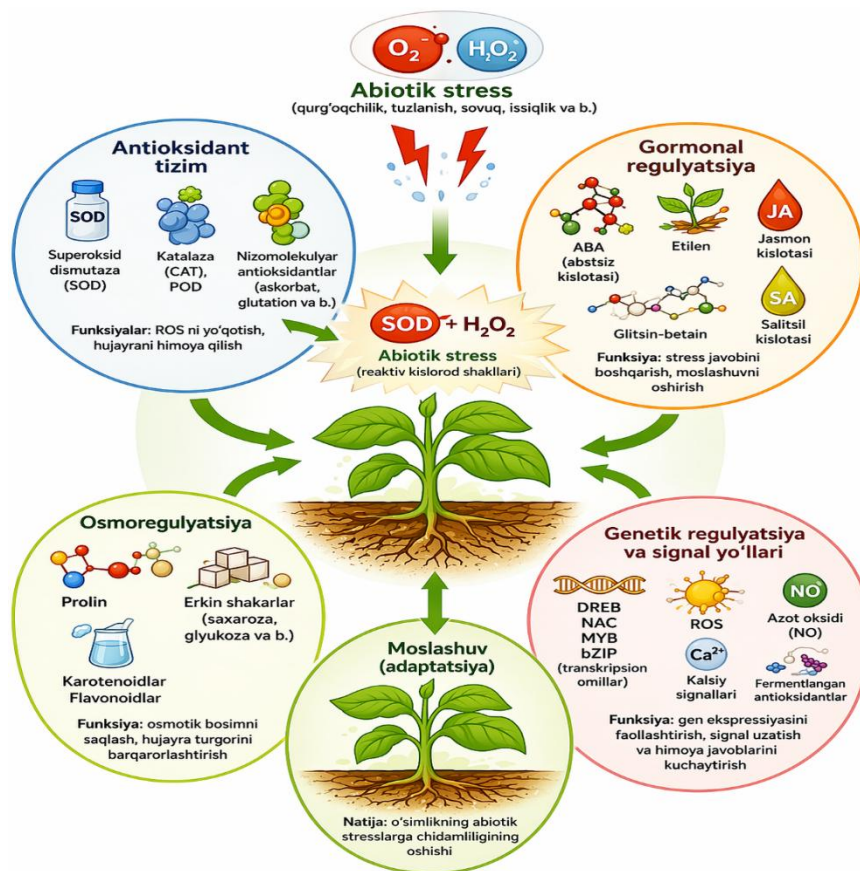 O₂⁻ H₂O₂
Abiotik stress
(qurg‘oqchilik, tuzlanish, sovuq, issiqlik va b.)
Antioksidant
tizim
SOD
Superoksid
dismutaza
(SOD)
Katalaza
(CAT),
POD
Nizomolekulyar
antioksidantlar
(askorbat,
glutation va b.)
Funksiyalar: ROS ni yo‘qotish,
hujayrani himoya qilish
Gormonal
regulyatsiya
ABA
(abstsiz
kislotasi)
Etilen
JA
Jasmon
kislotasi
Glitsin-betain
SA
Salitsil
kislotasi
Funksiya: stress javobini
boshqarish, moslashuvni
oshirish
SOD + H₂O₂
Abiotik stress
(reaktiv kislorod shakllari)
Osmoregulyatsiya
Prolin
Erkin shakarlar
(saxaroza,
glyukoza va b.)
Karotenoidlar
Flavonoidlar
Funksiya: osmotik bosimni
saqlash, hujayra turgorini
barqarorlashtirish
Moslashuv
(adaptatsiya)
Natija: o‘simlikning abiotik
stresslarga chidamliligining
oshishi
Genetik regulyatsiya
va signal yo‘llari
DREB
NAC
MYB
bZIP
(transkripsion
omillar)
ROS
NO
Azot oksidi
(NO)
Ca²⁺
Kalsiy
signallari
Fermentlangan
antioksidantlar
Funksiya: gen ekspressiyasini
faollashtirish, signal uzatish
va himoya javoblarini
kuchaytirish